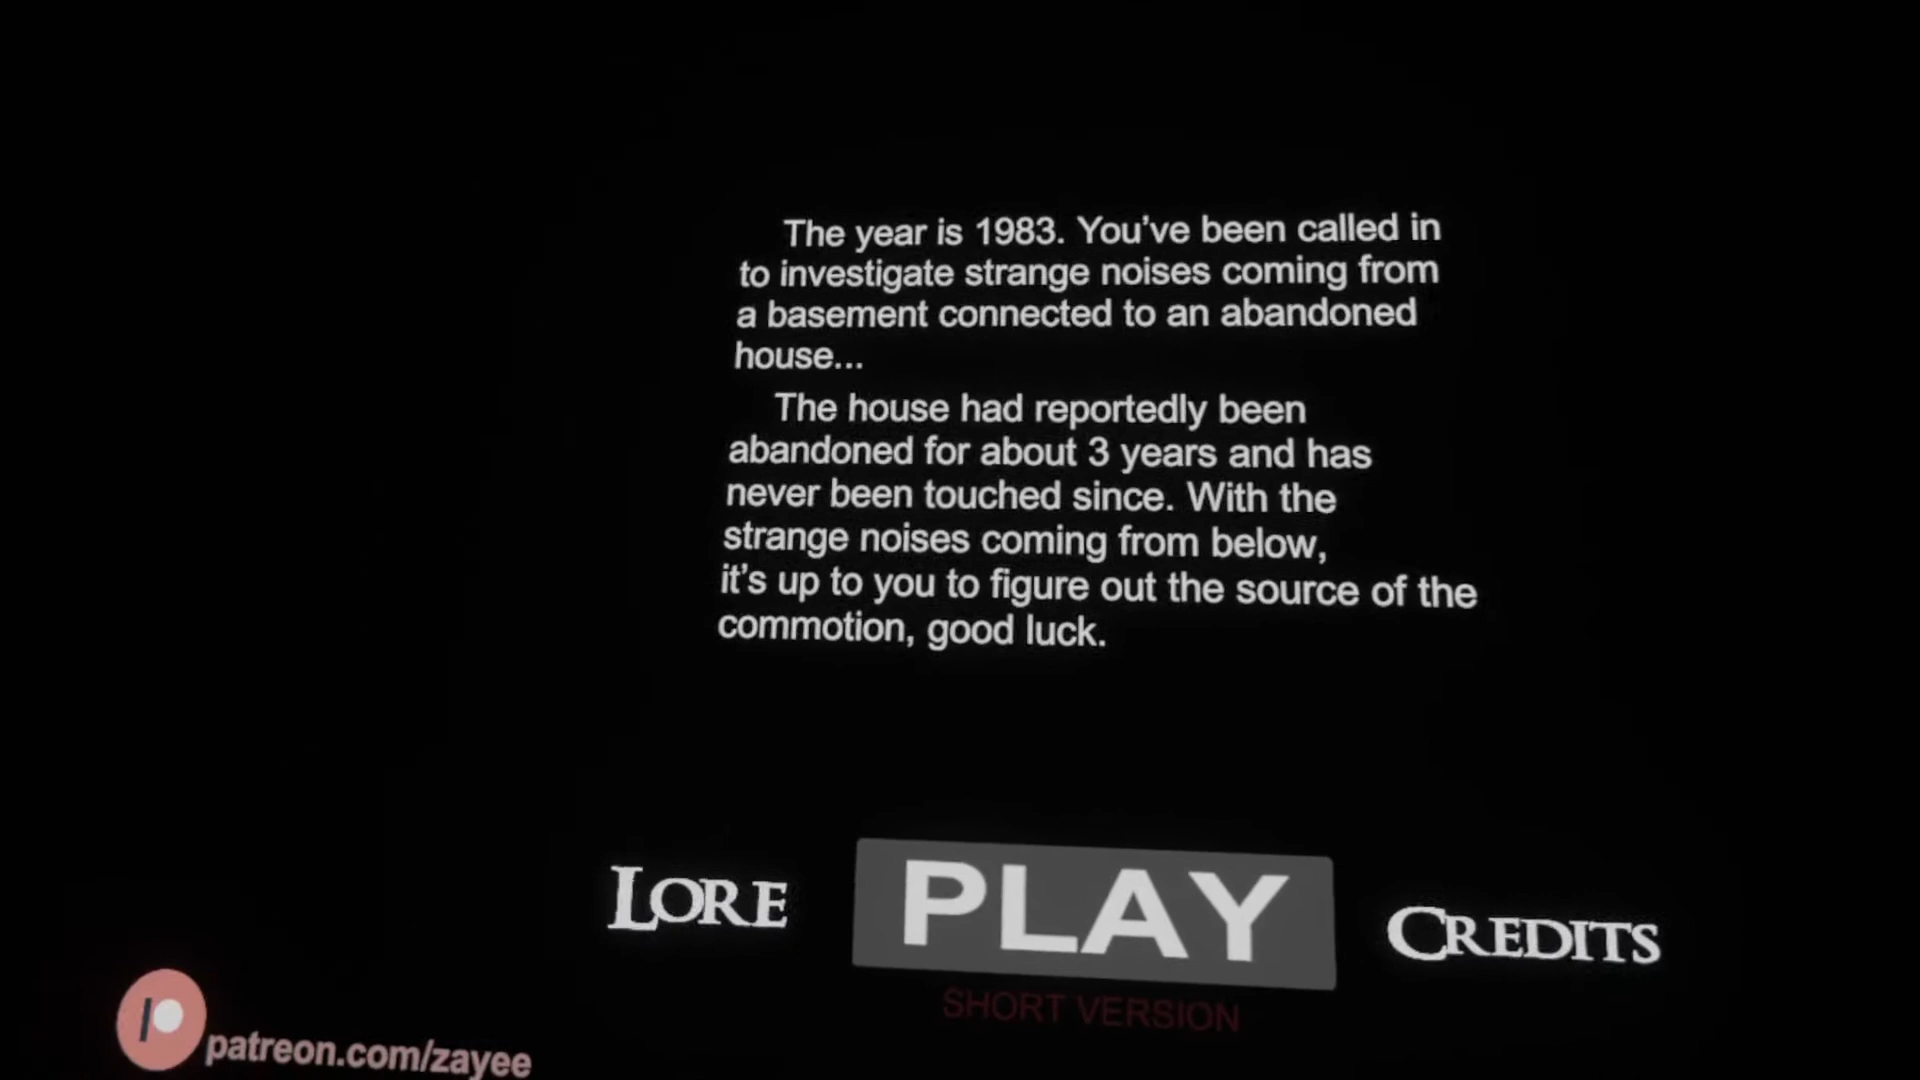 The year is 1983. You've been called in
to investigate strange noises coming from
a basement connected to an abandoned
house...
The house had reportedly been
abandoned for about 3 years and has
never been touched since. With the
strange noises coming from below,
it's up to you to figure out the source of the
commotion, good luck.
LORE
PLAY
CREDITS
SHORT VERSION
patreon.com/zayee